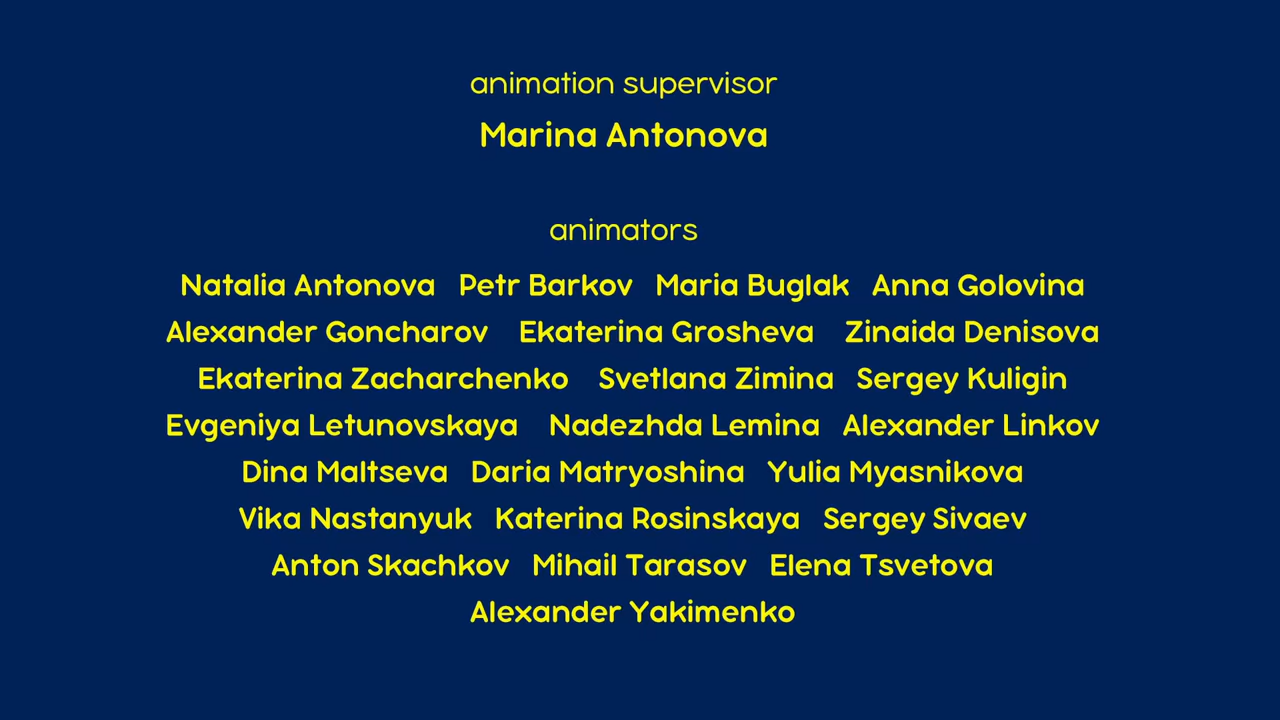 animation supervisor
Marina Antonova
animators
Natalia Antonova Petr Barkov Maria Buglak Anna Golovina
Alexander Goncharov Ekaterina Grosheva Zinaida Denisova
Ekaterina Zacharchenko Svetlana Zimina Sergey Kuligin
Evgeniya Letunovskaya Nadezhda Lemina Alexander Linkov
Dina Maltseva Daria Matryoshina Yulia Myasnikova
Vika Nastanyuk Katerina Rosinskaya Sergey Sivaev
Anton Skachkov Mihail Tarasov Elena Tsvetova
Alexander Yakimenko